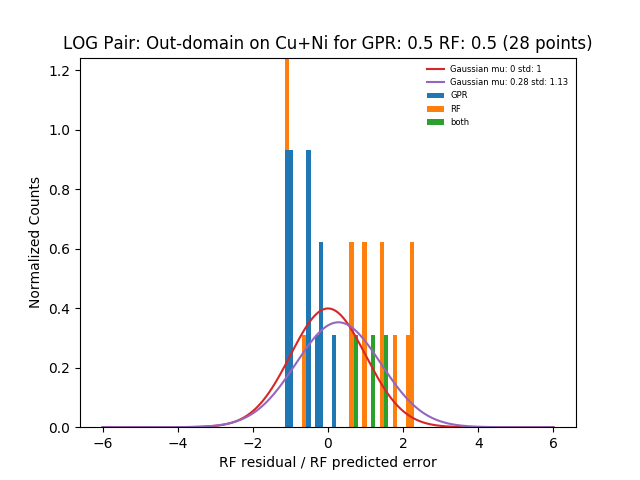 LOG Pair: Out-domain on Cu+Ni for GPR: 0.5 RF: 0.5 (28 points)
Gaussian mu: 0 std: 1
Gaussian mu: 0.28 std: 1.13
GPR
RF
both
Normalized Counts
1.2
1.0
0.8
0.6
0.4
0.2
0.0
−6 −4 −2 0 2 4 6
RF residual / RF predicted error